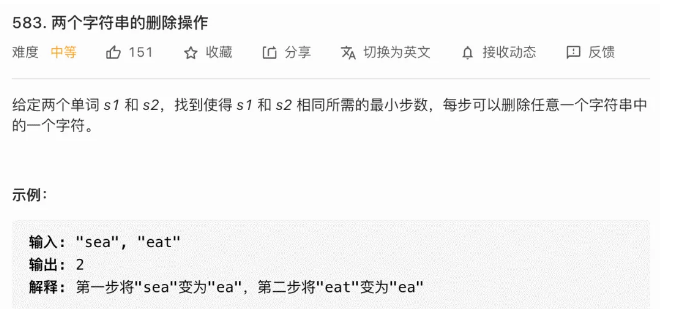 583. 两个字符串的删除操作
难度 中等 151 收藏 分享 切换为英文 接收动态 反馈
给定两个单词 s1 和 s2，找到使得 s1 和 s2 相同所需的最小步数，每步可以删除任意一个字符串中
的一个字符。
示例：
输入: "sea", "eat"
输出: 2
解释: 第一步将"sea"变为"ea"，第二步将"eat"变为"ea"